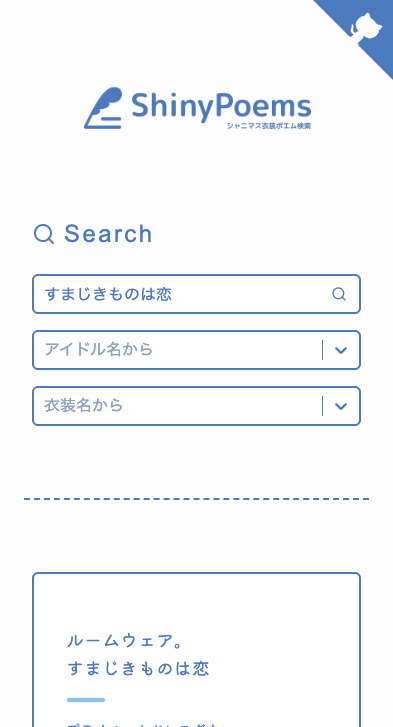 ShinyPoems
シャニマス衣装ポエム検索
Search
すまじきものは恋
アイドル名から
衣装名から
ルームウェア。
すまじきものは恋